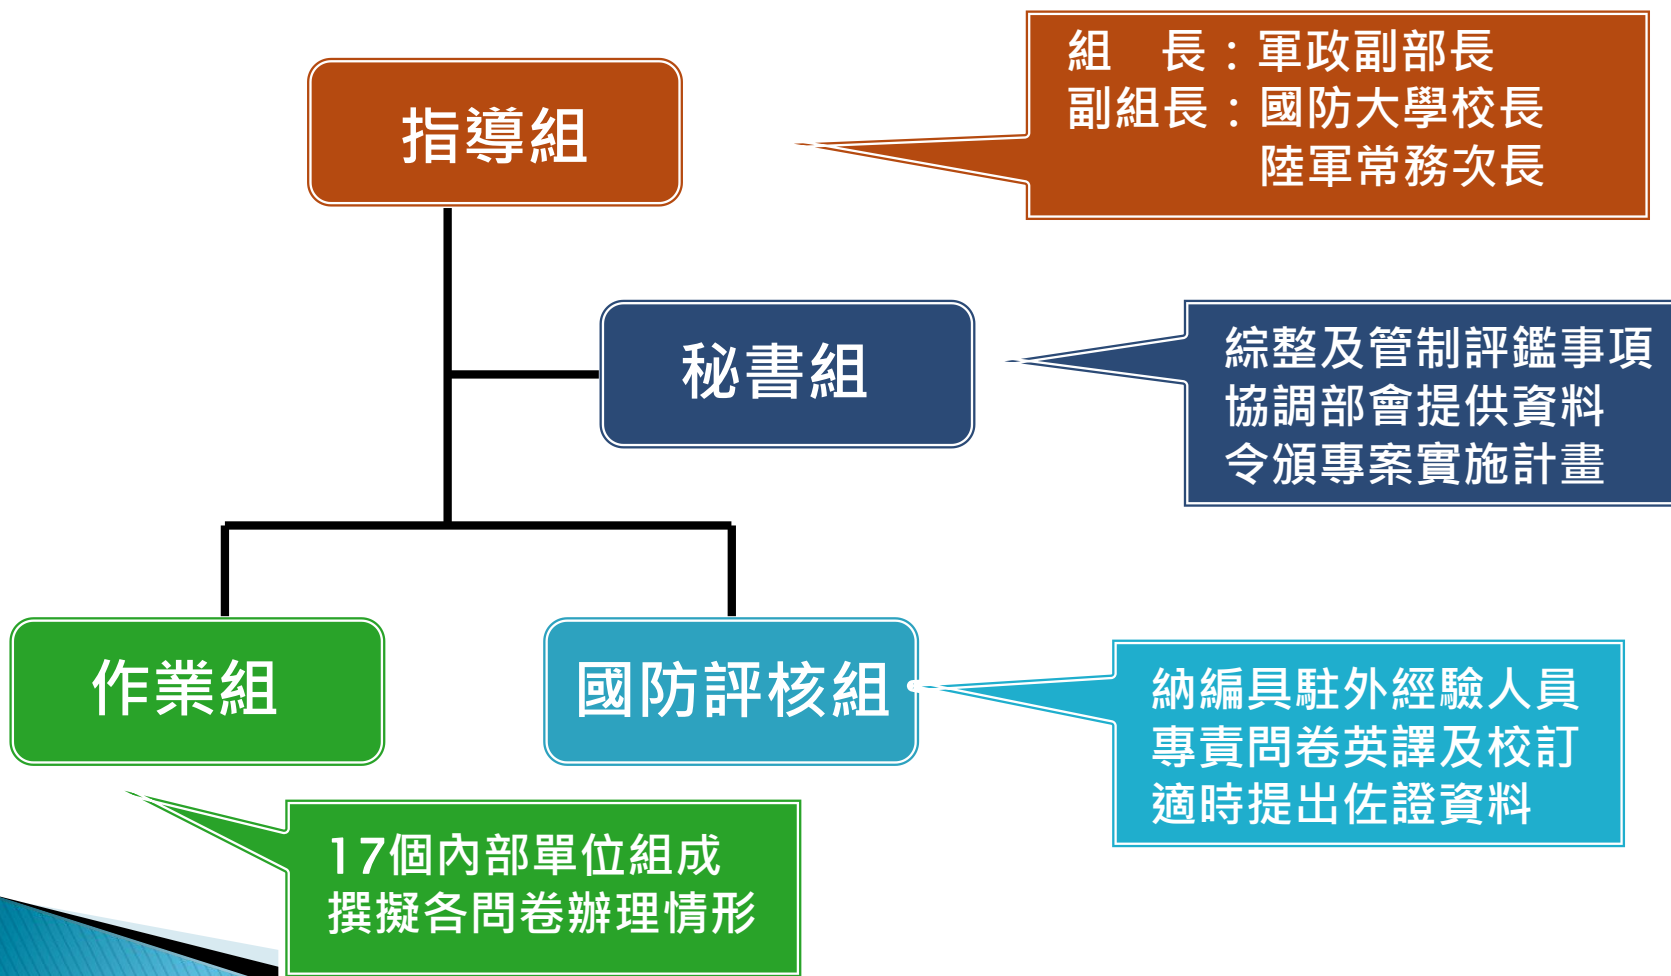 指導組
組　長：軍政副部長
副組長：國防大學校長
陸軍常務次長
秘書組
綜整及管制評鑑事項
協調部會提供資料
令頒專案實施計畫
作業組
17個內部單位組成
撰擬各問卷辦理情形
國防評核組
納編具駐外經驗人員
專責問卷英譯及校訂
適時提出佐證資料